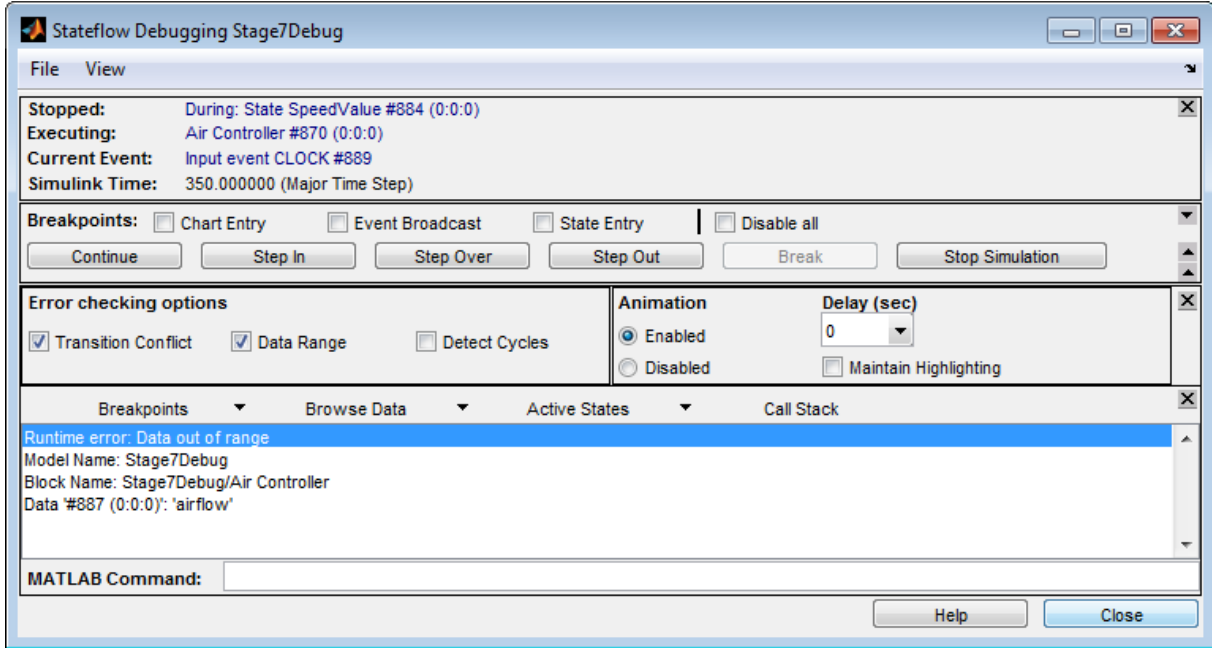 Stateflow Debugging Stage7Debug
File View
Stopped: During: State SpeedValue #884 (0:0:0)
Executing: Air Controller #870 (0:0:0)
Current Event: Input event CLOCK #889
Simulink Time: 350.000000 (Major Time Step)
Breakpoints: Chart Entry Event Broadcast State Entry Disable all
Continue Step In Step Over Step Out Break Stop Simulation
Error checking options
Transition Conflict Data Range Detect Cycles
Animation Delay (sec)
Enabled 0
Disabled Maintain Highlighting
Breakpoints Browse Data Active States Call Stack
Runtime error: Data out of range
Model Name: Stage7Debug
Block Name: Stage7Debug/Air Controller
Data '#887 (0:0:0)': 'airflow'
MATLAB Command:
Help Close